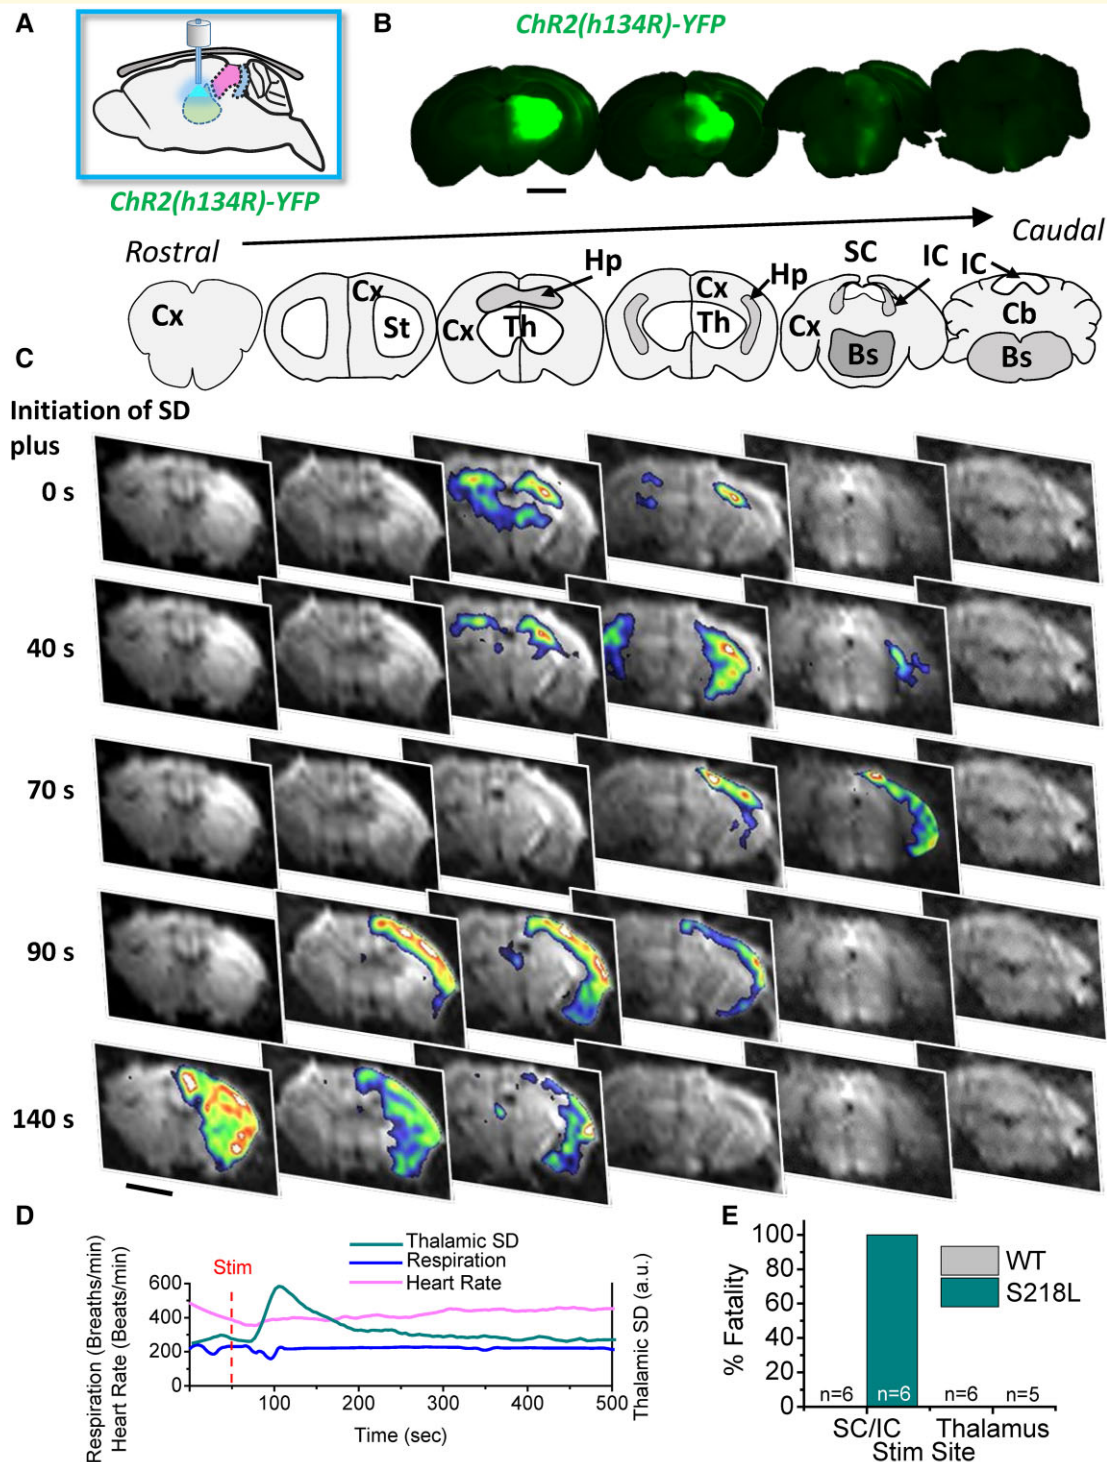 A
B
ChR2(h134R)-YFP
ChR2(h134R)-YFP
Rostral
Caudal
Cx
Cx
St
Hp
Cx
Th
Hp
Cx
Th
SC
IC
Cx
Bs
IC
Cb
Bs
C
Initiation of SD
plus
0 s
40 s
70 s
90 s
140 s
D
Thalamic SD
Respiration
Heart Rate
Stim
Respiration (Breaths/min)
Heart Rate (Beats/min)
600
400
200
0
100
200
300
400
500
Time (sec)
Thalamic SD (a.u.)
E
% Fatality
100
80
60
40
20
0
WT
S218L
n=6
n=6
n=6
n=5
SC/IC
Thalamus
Stim Site